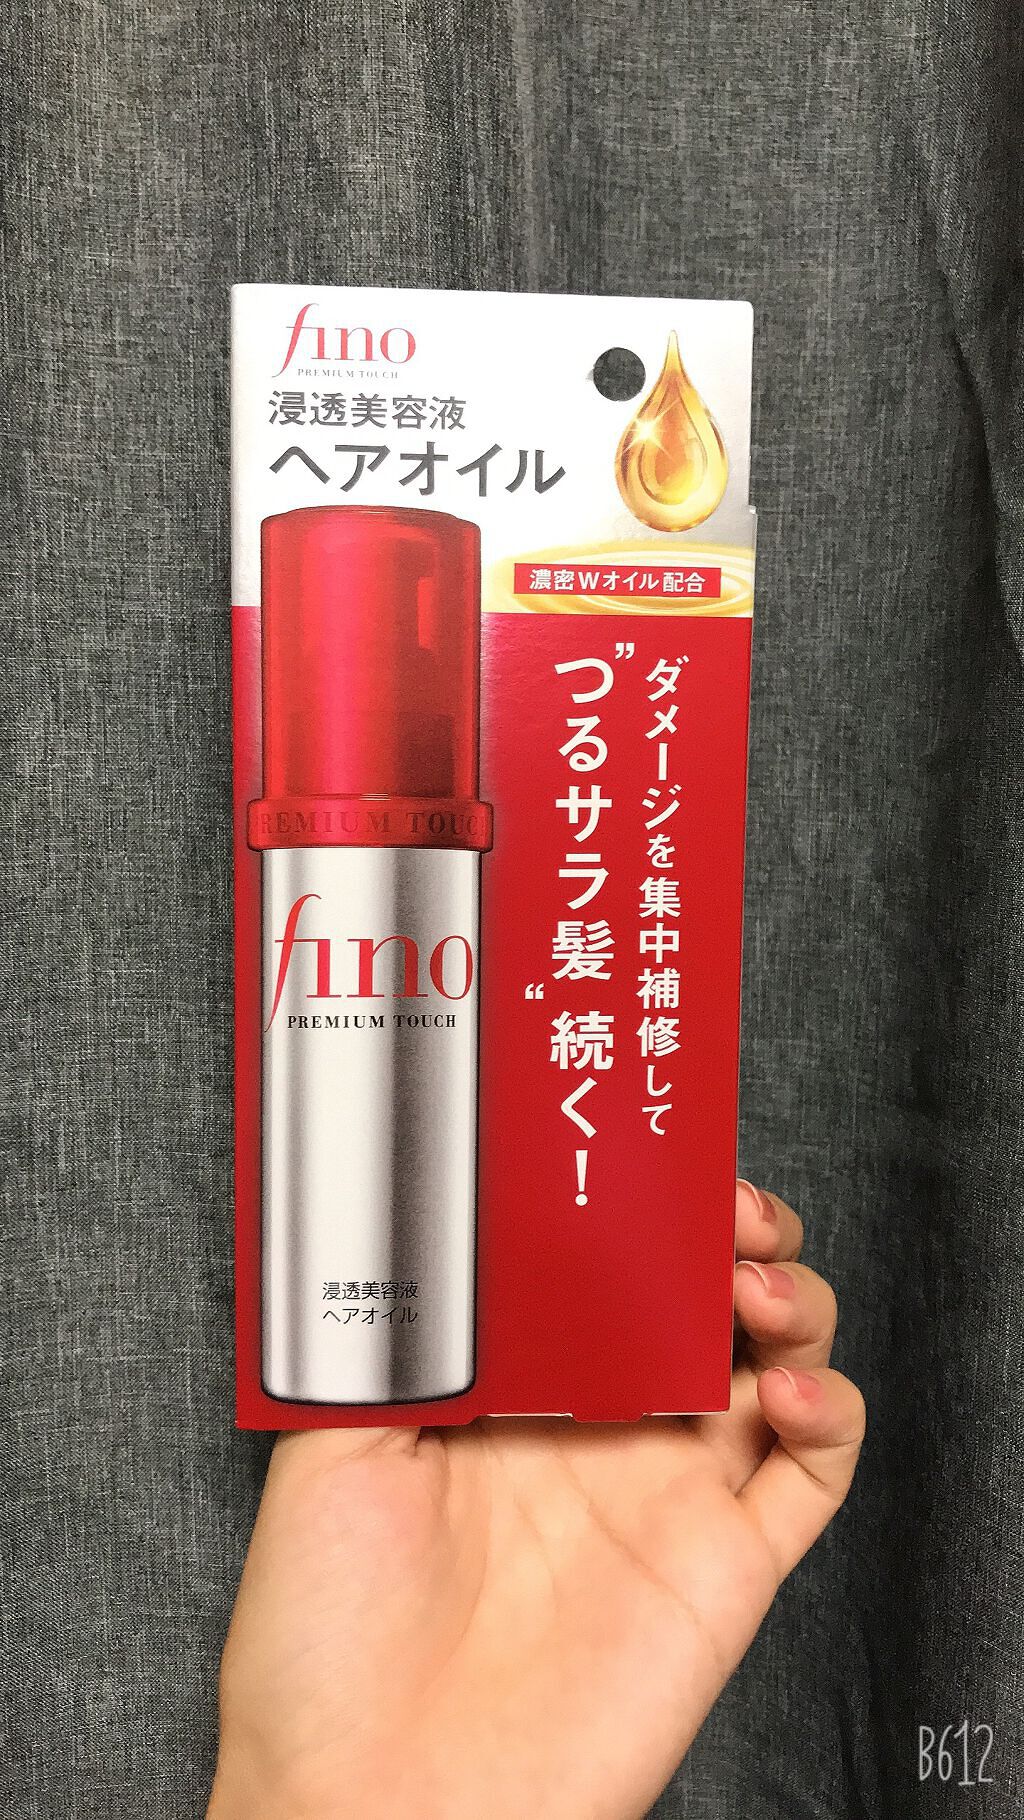 fino
PREMIUM TOUCH
浸透美容液
ヘアオイル
濃密Wオイル配合
ダメージを集中補修して
”つるサラ髪“続く！
REMIUM TOUC
fino
PREMIUM TOUCH
浸透美容液
ヘアオイル
B612